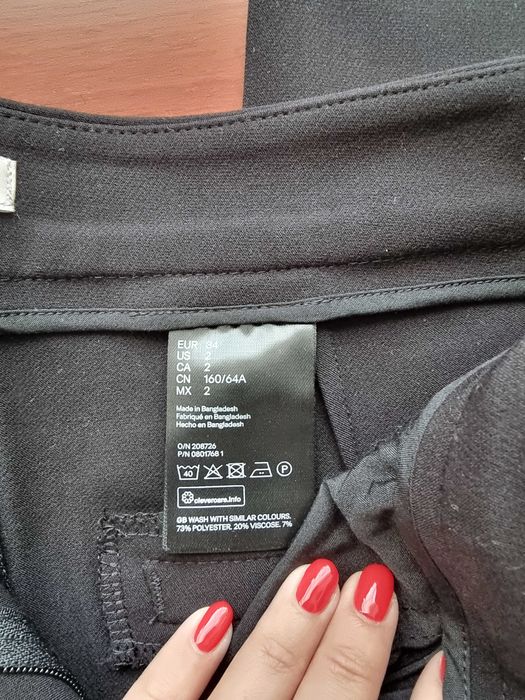 EUR 34
US 2
CA 2
CN 160/64A
MX 2
Made in Bangladesh
Fabriqué en Bangladesh
Hecho en Bangladesh
O/N 208726
P/N 0801768 1
40
P
clevercare.info
GB WASH WITH SIMILAR COLOURS.
73% POLYESTER. 20% VISCOSE. 7%